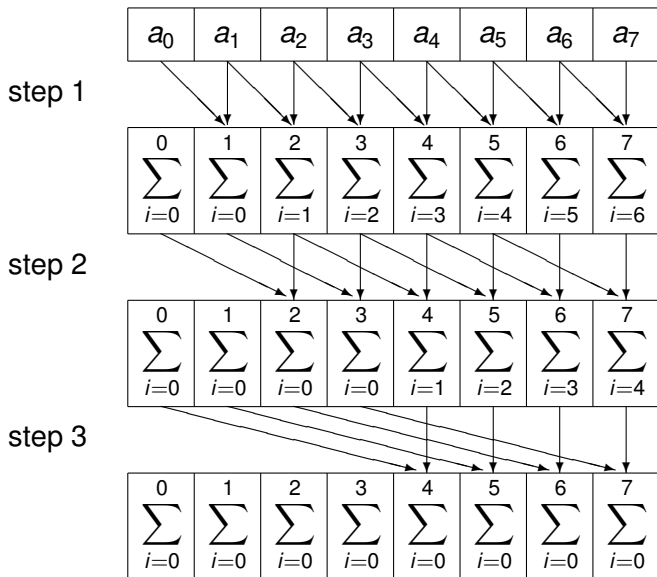 a₀ a₁ a₂ a₃ a₄ a₅ a₆ a₇
step 1
0 1 2 3 4 5 6 7
∑ ∑ ∑ ∑ ∑ ∑ ∑ ∑
i=0 i=0 i=1 i=2 i=3 i=4 i=5 i=6
step 2
0 1 2 3 4 5 6 7
∑ ∑ ∑ ∑ ∑ ∑ ∑ ∑
i=0 i=0 i=0 i=0 i=1 i=2 i=3 i=4
step 3
0 1 2 3 4 5 6 7
∑ ∑ ∑ ∑ ∑ ∑ ∑ ∑
i=0 i=0 i=0 i=0 i=0 i=0 i=0 i=0